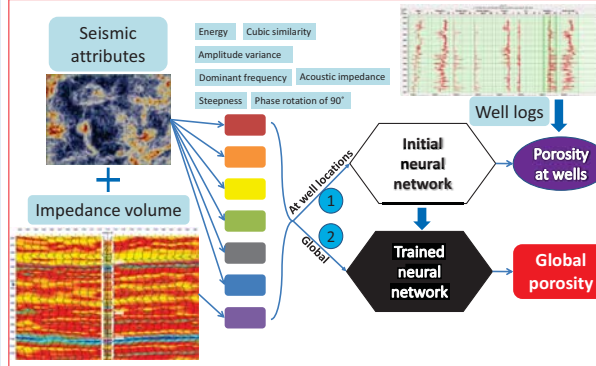 Seismic
attributes
Energy
Cubic similarity
Amplitude variance
Dominant frequency
Acoustic impedance
Steepness
Phase rotation of 90˚
Well logs
Impedance volume
At well locations
1
2
Global
Initial
neural
network
Porosity
at wells
Trained
neural
network
Global
porosity